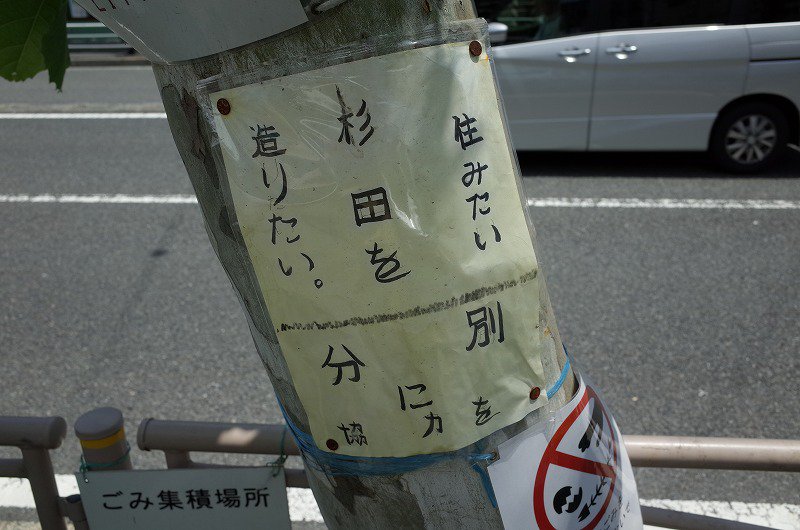 住みたい
杉田を
造りたい。
分別に
協力を
ごみ集積場所